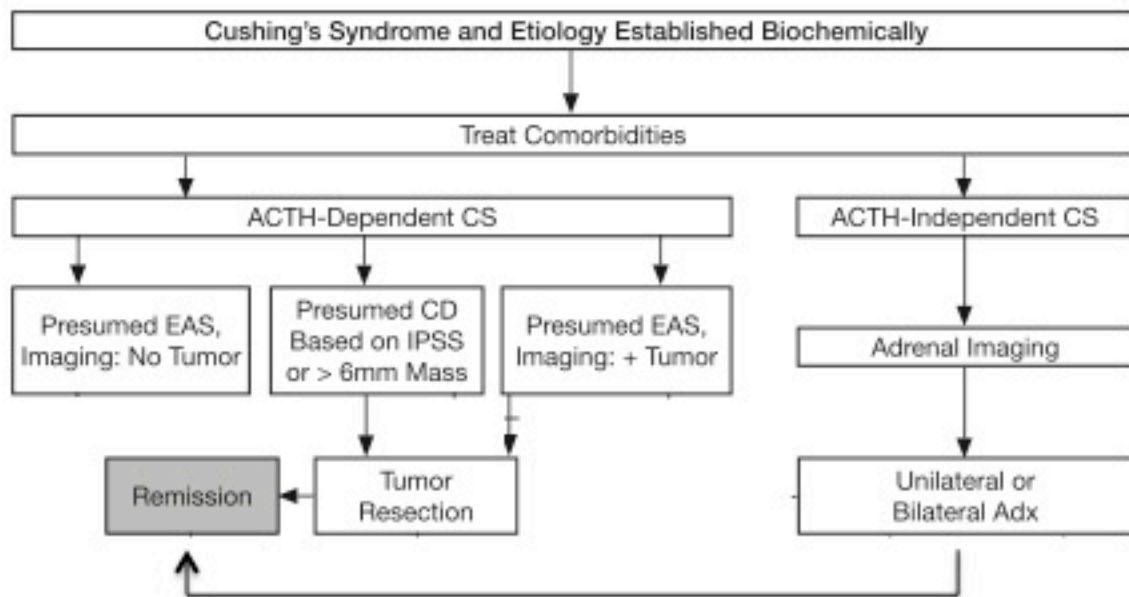 Cushing's Syndrome and Etiology Established Biochemically
Treat Comorbidities
ACTH-Dependent CS
ACTH-Independent CS
Presumed EAS,
Imaging: No Tumor
Presumed CD
Based on IPSS
or > 6mm Mass
Presumed EAS,
Imaging: + Tumor
Adrenal Imaging
Remission
Tumor
Resection
Unilateral or
Bilateral Adx